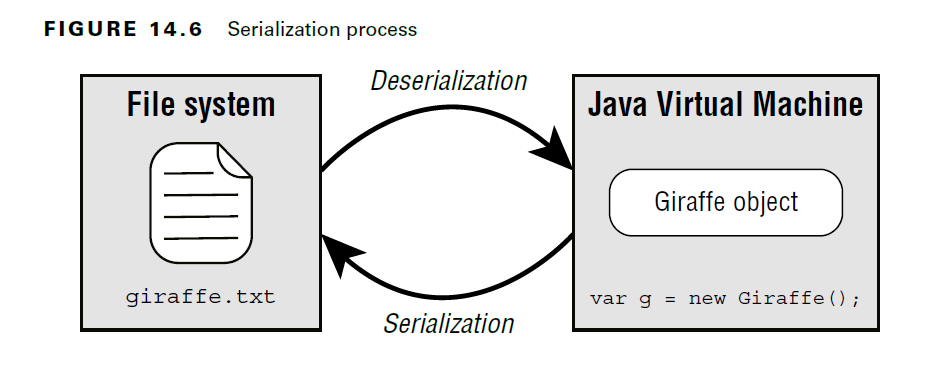 FIGURE 14.6 Serialization process
Deserialization
File system
Java Virtual Machine
Giraffe object
giraffe.txt
var g = new Giraffe();
Serialization